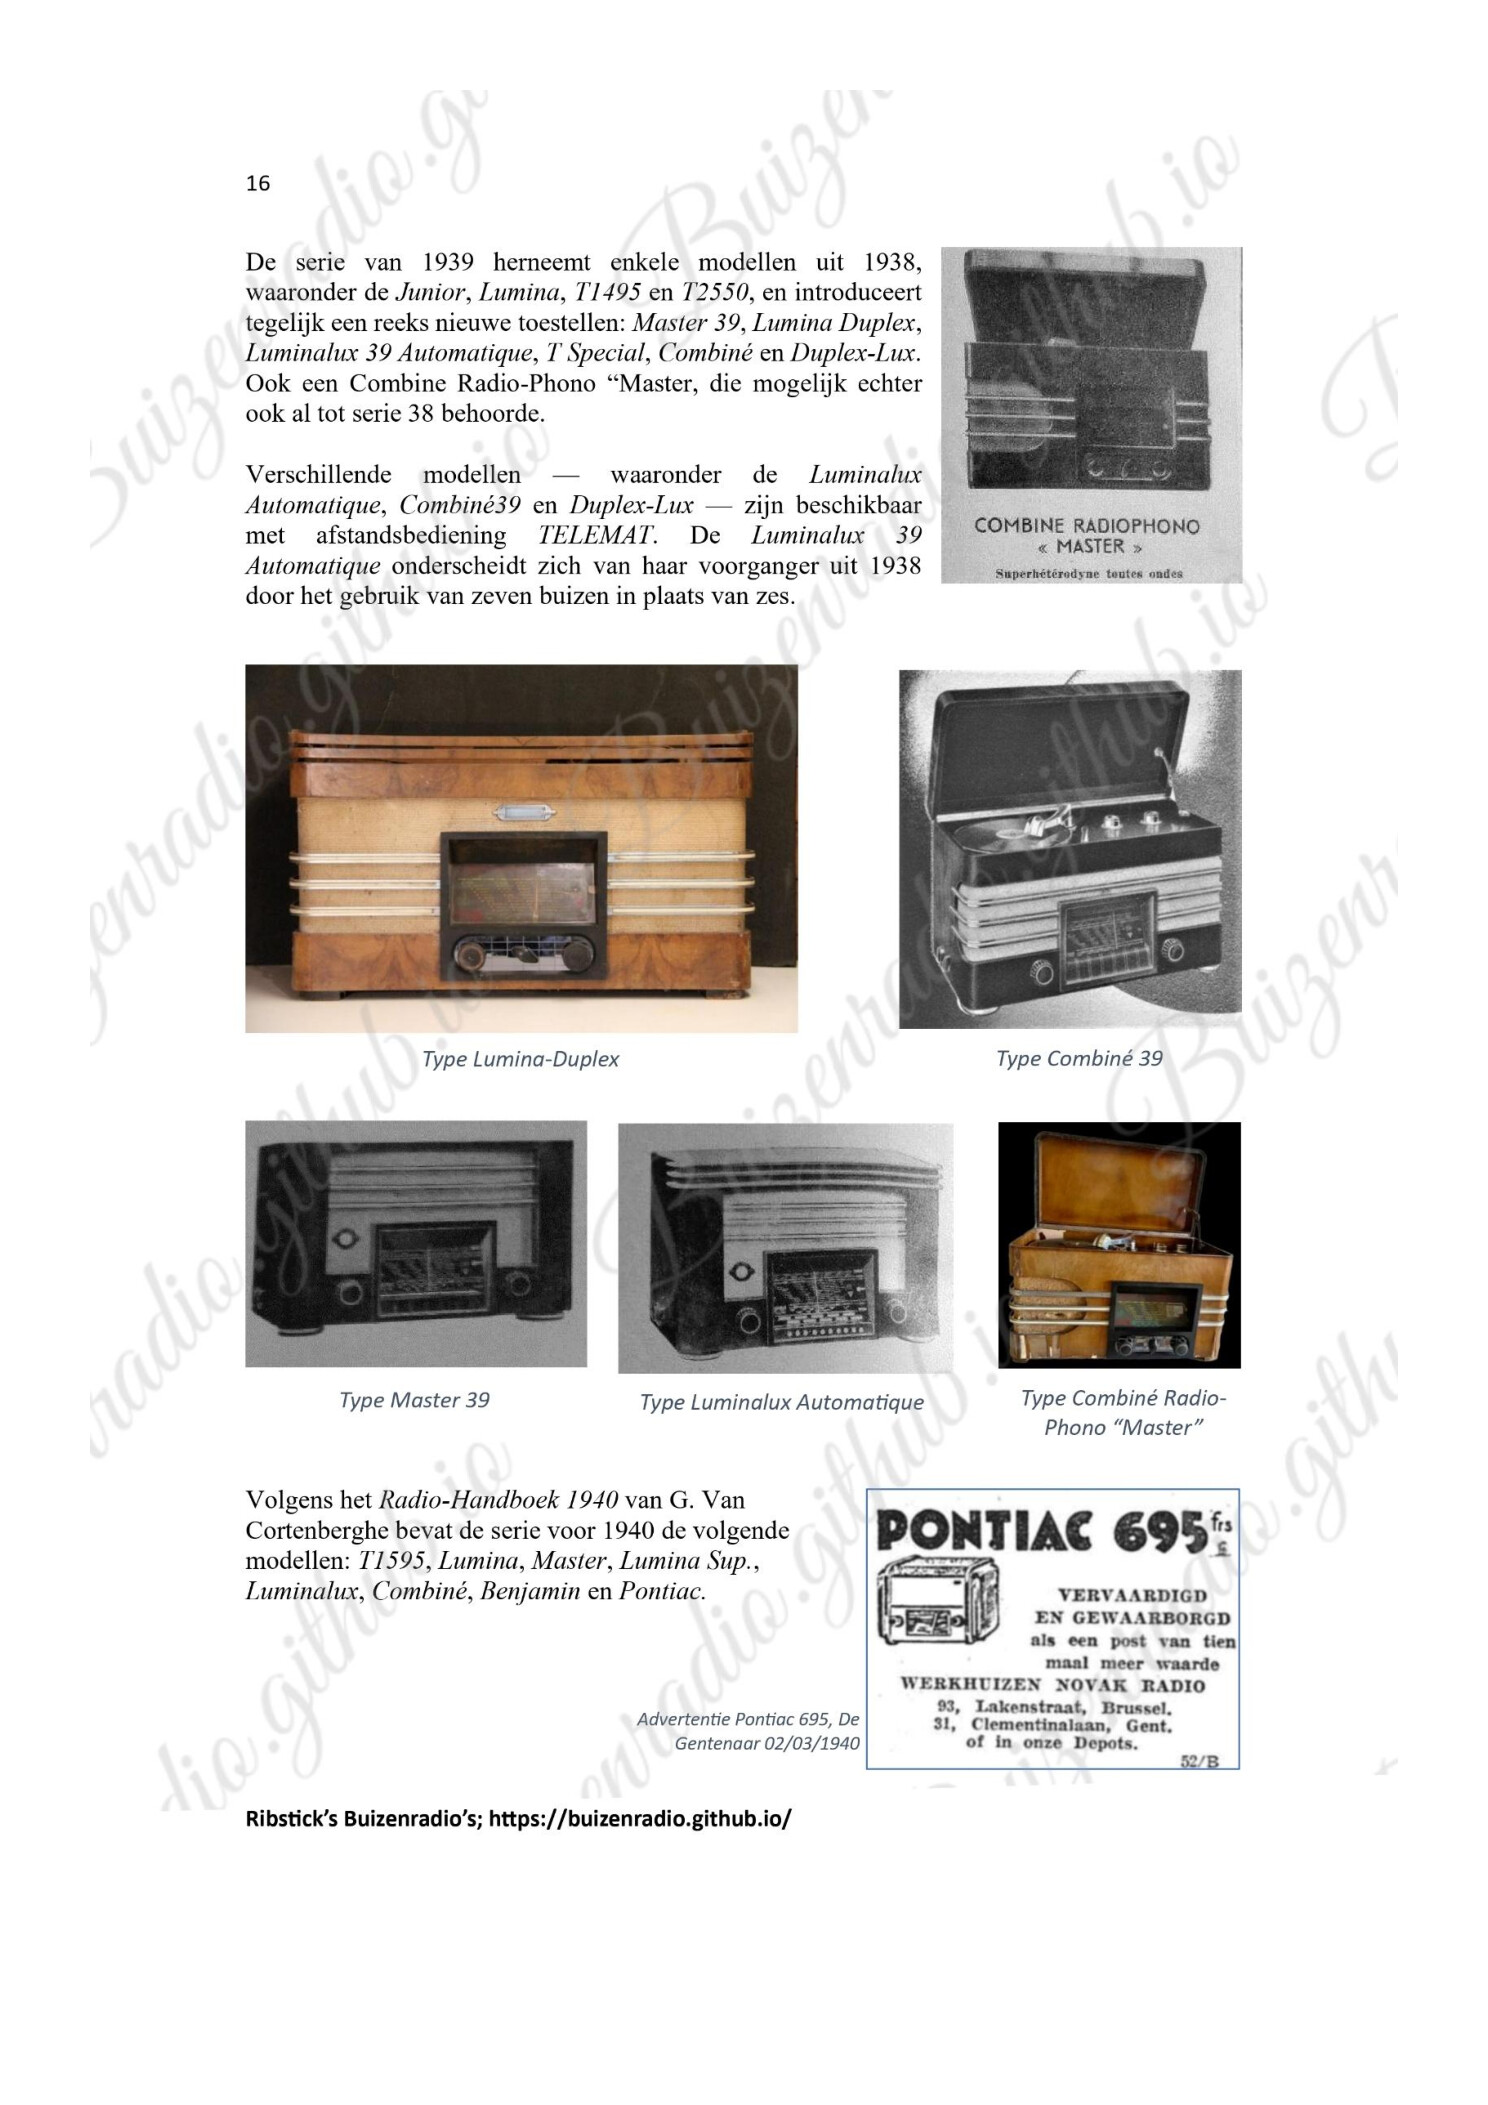 16
De serie van 1939 herneemt enkele modellen uit 1938,
waaronder de Junior, Lumina, T1495 en T2550, en introduceert
tegelijk een reeks nieuwe toestellen: Master 39, Lumina Duplex,
Luminalux 39 Automatique, T Special, Combiné en Duplex-Lux.
Ook een Combine Radio-Phono “Master, die mogelijk echter
ook al tot serie 38 behoorde.
COMBINE RADIOPHONO
« MASTER »
Superhétérodyne toutes ondes
Verschillende modellen — waaronder de Luminalux
Automatique, Combiné39 en Duplex-Lux — zijn beschikbaar
met afstandsbediening TELEMAT. De Luminalux 39
Automatique onderscheidt zich van haar voorganger uit 1938
door het gebruik van zeven buizen in plaats van zes.
Type Lumina-Duplex
Type Combiné 39
Type Master 39
Type Luminalux Automatique
Type Combiné Radio-
Phono “Master”
Volgens het Radio-Handboek 1940 van G. Van
Cortenberghe bevat de serie voor 1940 de volgende
modellen: T1595, Lumina, Master, Lumina Sup.,
Luminalux, Combiné, Benjamin en Pontiac.
PONTIAC 695 frs
VERVAARDIGD
EN GEWAARBORGD
als een post van tien
maal meer waarde
WERKHUIZEN NOVAK RADIO
93, Lakenstraat, Brussel.
31, Clementinalaan, Gent.
of in onze Depots.
52/B
Advertentie Pontiac 695, De
Gentenaar 02/03/1940
Ribstick’s Buizenradio’s; https://buizenradio.github.io/
Buizenradio.github.io